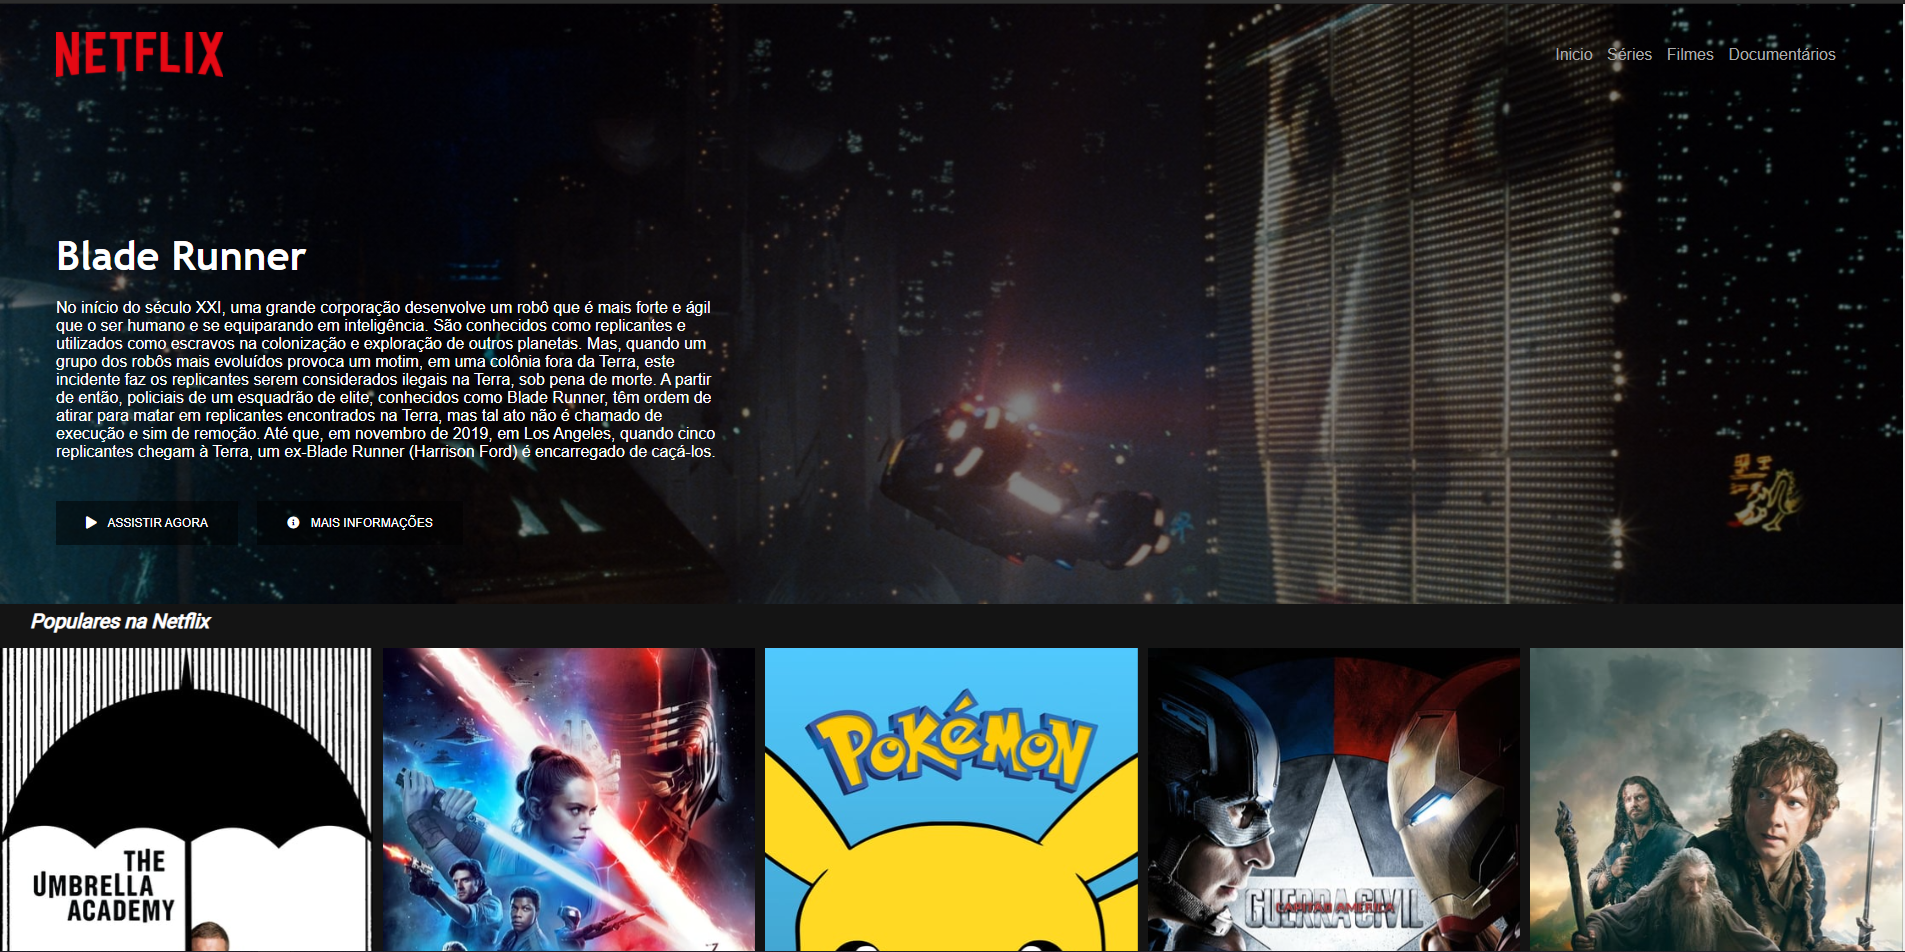 NETFLIX
Inicio Séries Filmes Documentários
Blade Runner
No início do século XXI, uma grande corporação desenvolve um robô que é mais forte e ágil
que o ser humano e se equiparando em inteligência. São conhecidos como replicantes e
utilizados como escravos na colonização e exploração de outros planetas. Mas, quando um
grupo dos robôs mais evoluídos provoca um motim, em uma colônia fora da Terra, este
incidente faz os replicantes serem considerados ilegais na Terra, sob pena de morte. A partir
de então, policiais de um esquadrão de elite, conhecidos como Blade Runner, têm ordem de
atirar para matar em replicantes encontrados na Terra, mas tal ato não é chamado de
execução e sim de remoção. Até que, em novembro de 2019, em Los Angeles, quando cinco
replicantes chegam à Terra, um ex-Blade Runner (Harrison Ford) é encarregado de caçá-los.
ASSISTIR AGORA
MAIS INFORMAÇÕES
Populares na Netflix
THE
UMBRELLA
ACADEMY
POKéMON
GUERRA CIVIL
CAPITÃO AMÉRICA